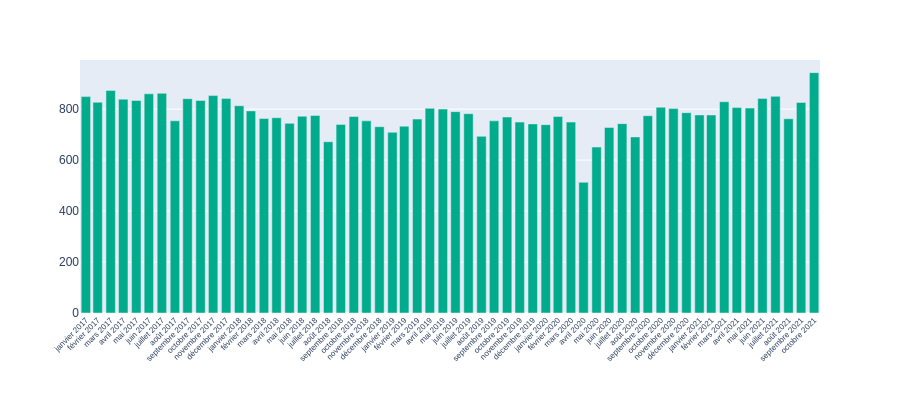 800
600
400
200
0
janvier 2017
février 2017
mars 2017
avril 2017
mai 2017
juin 2017
juillet 2017
août 2017
septembre 2017
octobre 2017
novembre 2017
décembre 2017
janvier 2018
février 2018
mars 2018
avril 2018
mai 2018
juin 2018
juillet 2018
août 2018
septembre 2018
octobre 2018
novembre 2018
décembre 2018
janvier 2019
février 2019
mars 2019
avril 2019
mai 2019
juin 2019
juillet 2019
août 2019
septembre 2019
octobre 2019
novembre 2019
décembre 2019
janvier 2020
février 2020
mars 2020
avril 2020
mai 2020
juin 2020
juillet 2020
août 2020
septembre 2020
octobre 2020
novembre 2020
décembre 2020
janvier 2021
février 2021
mars 2021
avril 2021
mai 2021
juin 2021
juillet 2021
août 2021
septembre 2021
octobre 2021